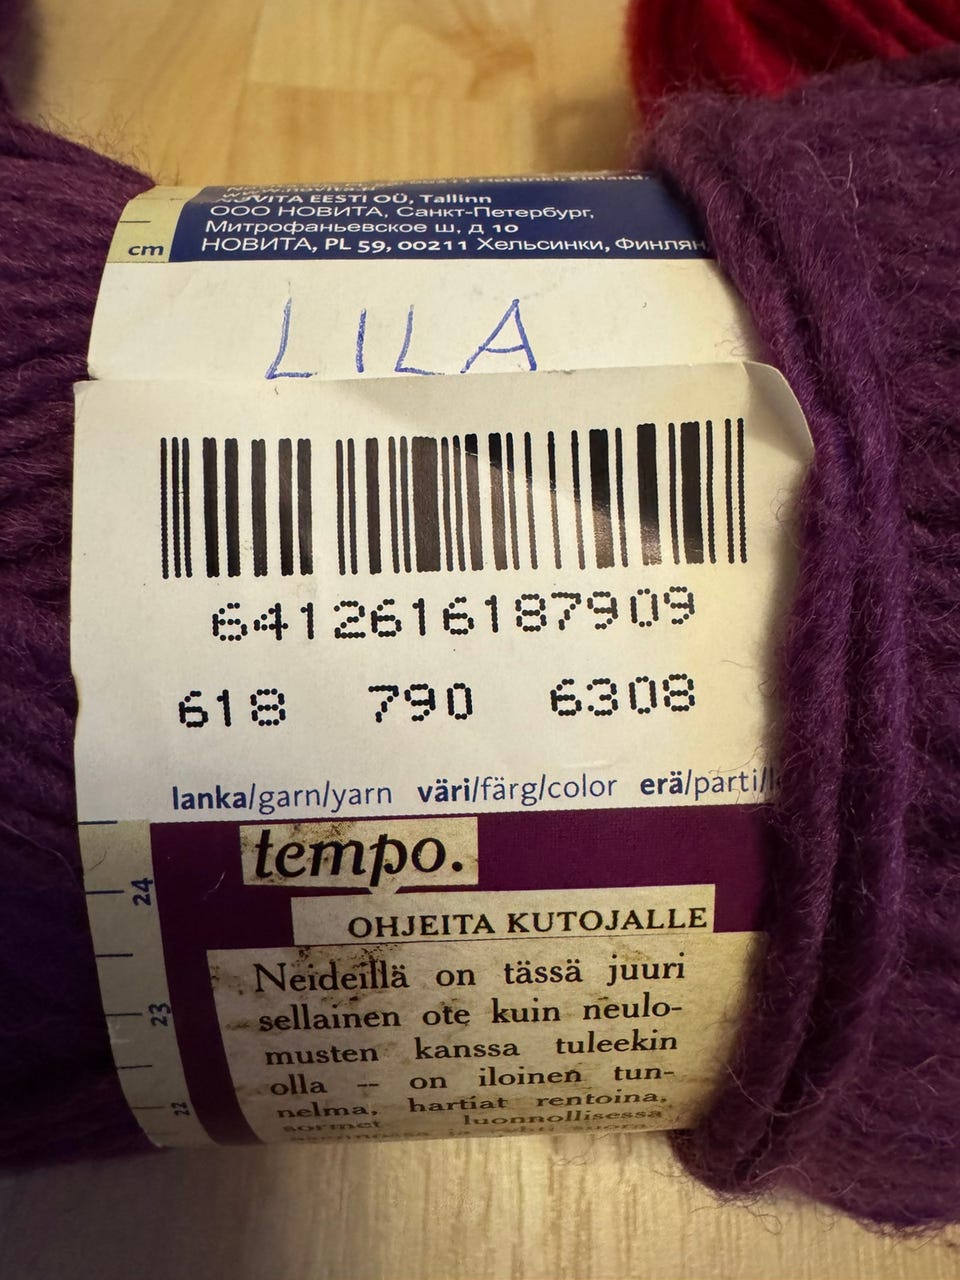 NOVITA EESTI OÜ, Tallinn
ООО НОВИТА, Санкт-Петербург,
Митрофаньевское ш, д 10
НОВИТА, PL 59, 00211 Хельсинки, Финлян
cm
LILA
6412616187909
618 790 6308
lanka/garn/yarn väri/färg/color erä/parti/
tempo.
24
OHJEITA KUTOJALLE
Neideillä on tässä juuri
23
sellainen ote kuin neulo-
musten kanssa tuleekin
olla -- on iloinen tun-
22
nelma, hartiat rentoina,
sormet luonnollisessa